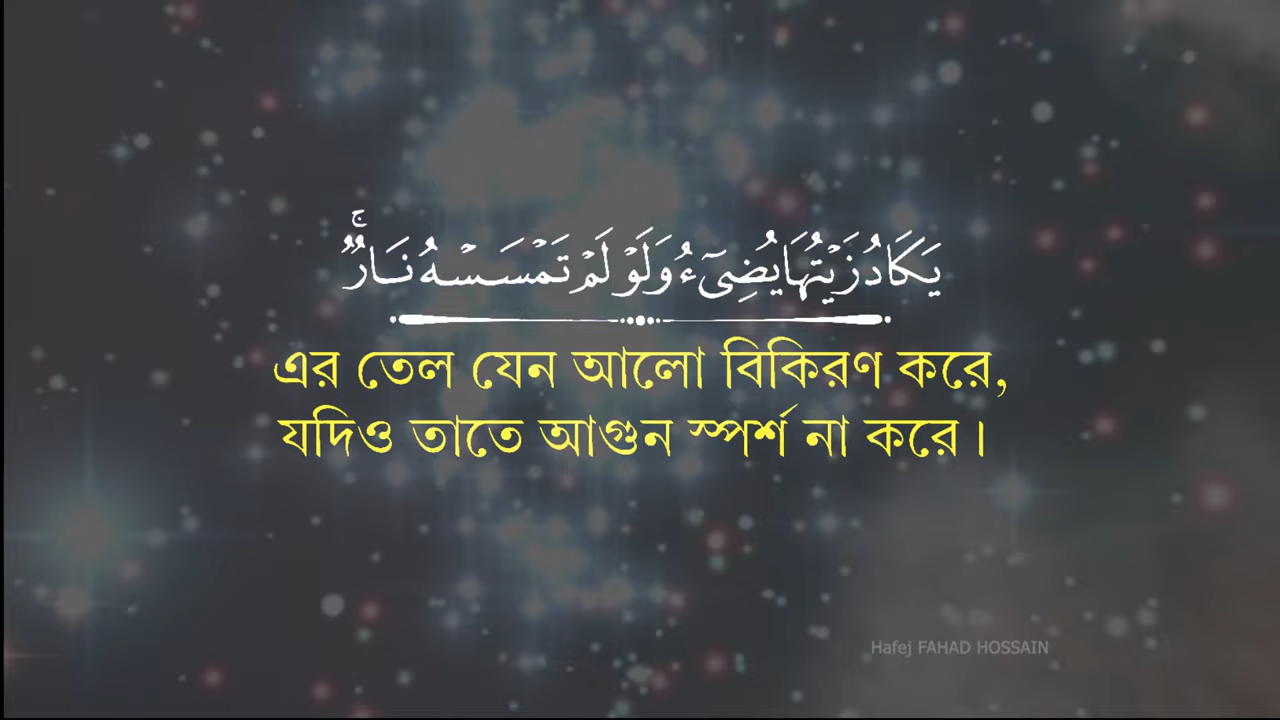 يَكَادُ زَيْتُهَا يُضِىٓءُ وَلَوْ لَمْ تَمْسَسْهُ نَارٌۚ
এর তেল যেন আলো বিকিরণ করে,
যদিও তাতে আগুন স্পর্শ না করে।
Hafej FAHAD HOSSAIN